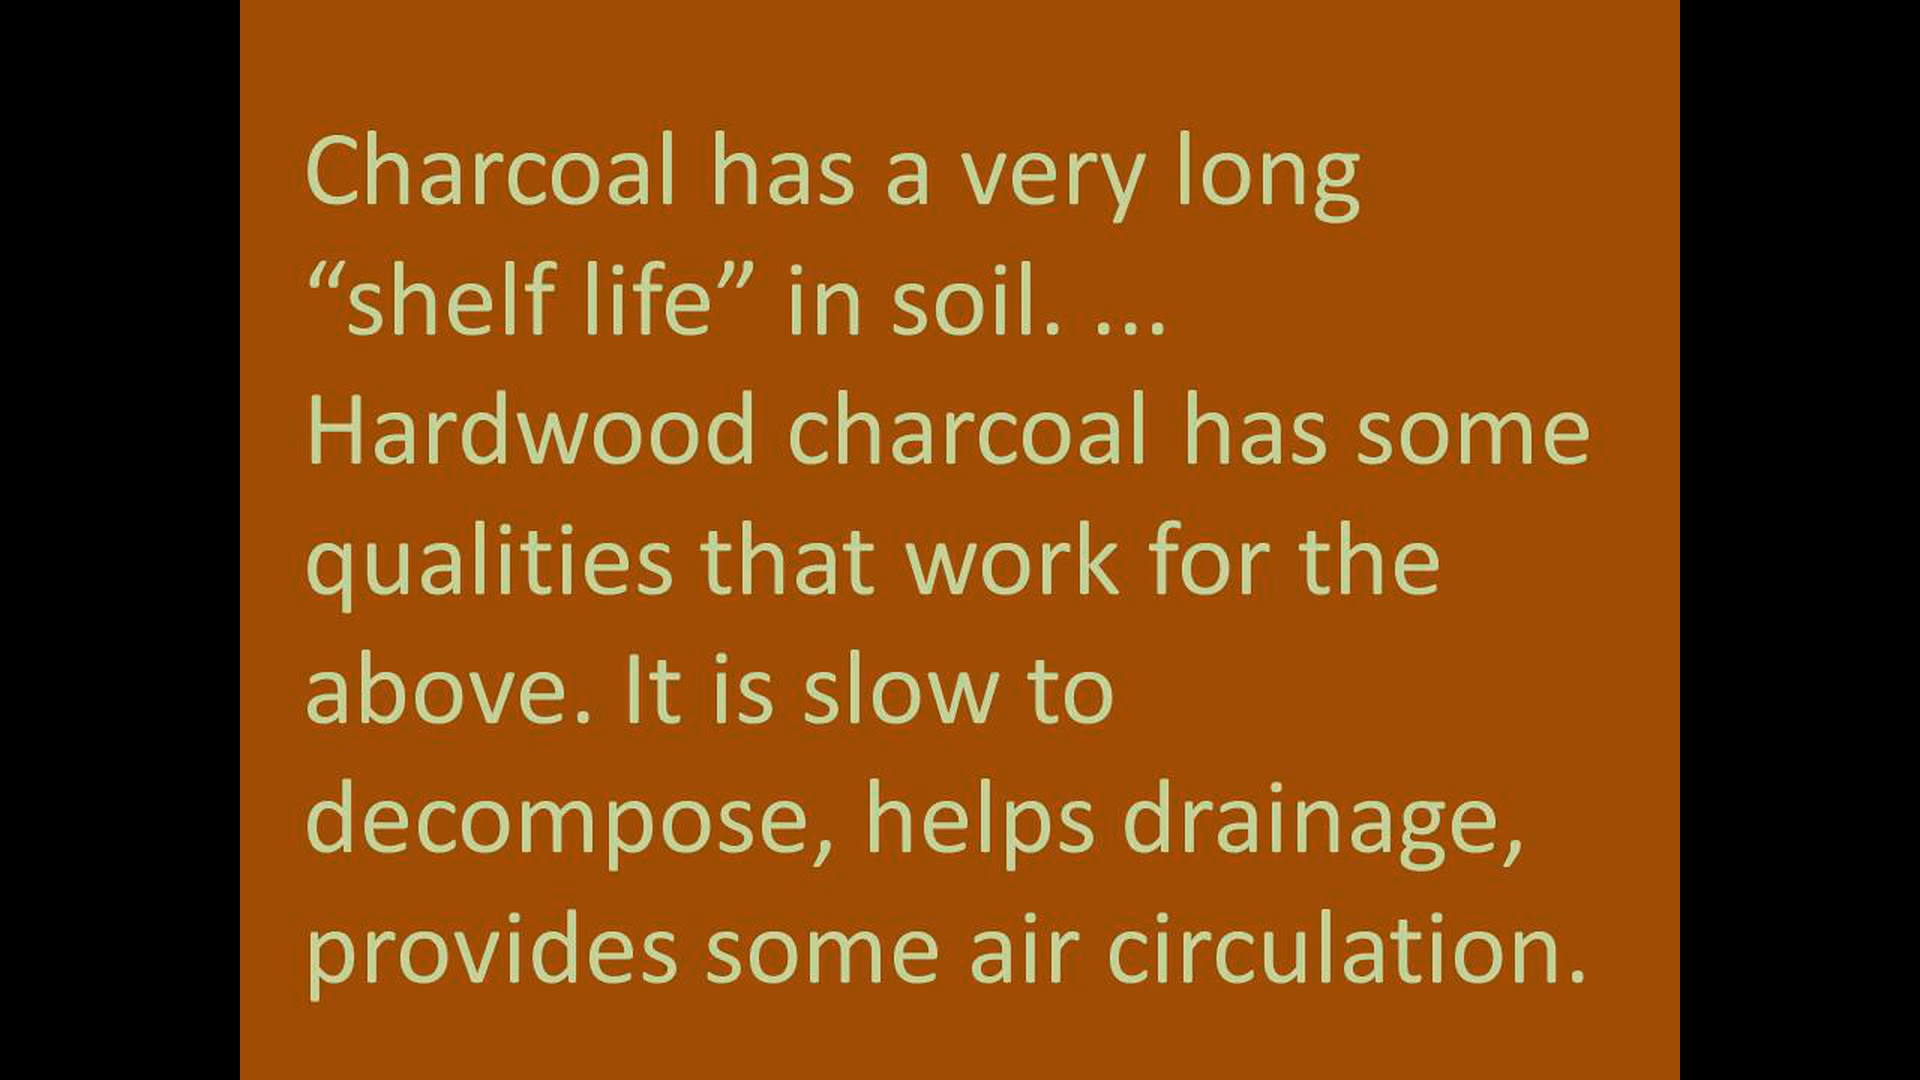 Charcoal has a very long
“shelf life” in soil. ...
Hardwood charcoal has some
qualities that work for the
above. It is slow to
decompose, helps drainage,
provides some air circulation.